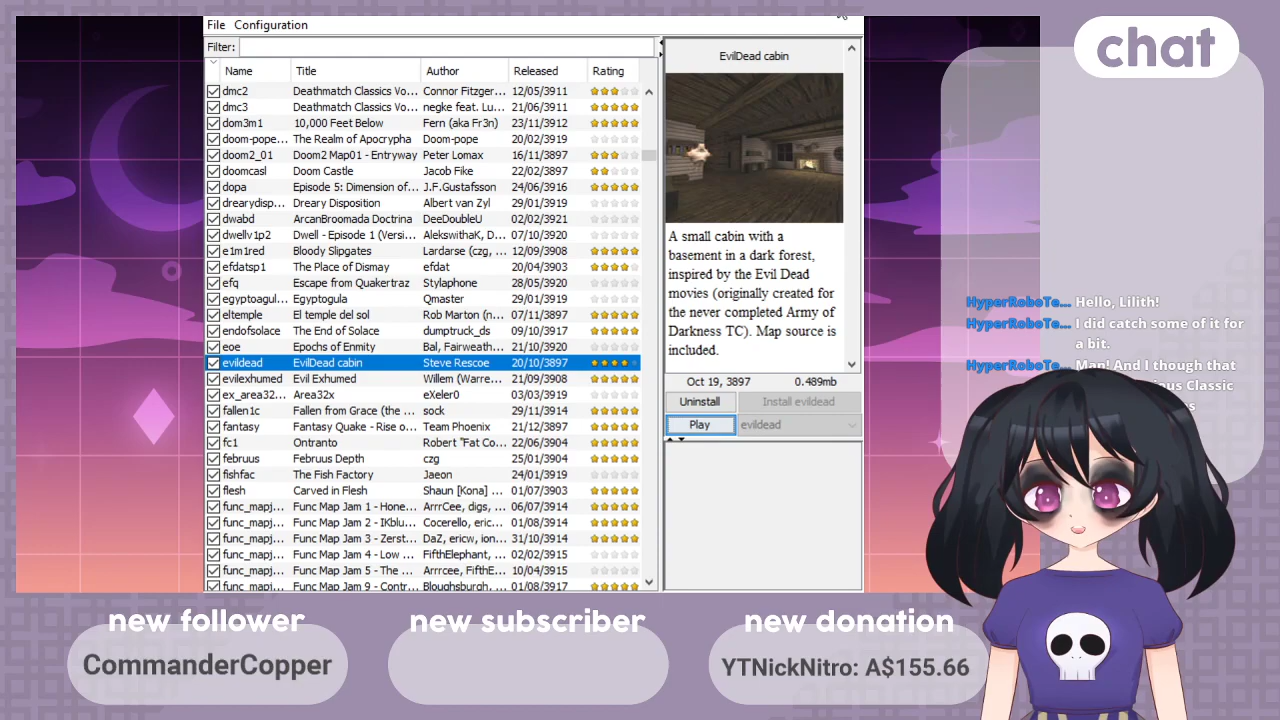 File Configuration
chat
Filter:
EvilDead cabin
Name Title Author Released Rating
dmc2 Deathmatch Classics Vo... Connor Fitzger... 12/05/3911
dmc3 Deathmatch Classics Vo... negke feat. Lu... 21/06/3911
dom3m1 10,000 Feet Below Fern (aka Fr3n) 23/11/3912
doom-pope... The Realm of Apocrypha Doom-pope 20/02/3919
doom2_01 Doom2 Map01 - Entryway Peter Lomax 16/11/3897
doomcasl Doom Castle Jacob Fike 22/02/3897
dopa Episode 5: Dimension of... J.F.Gustafsson 24/06/3916
drearydisp... Dreary Disposition Albert van Zyl 29/01/3919
dwabd ArcanBroomada Doctrina DeeDoubleU 02/02/3921
dwellv1p2 Dwell - Episode 1 (Versi... AlekswithaK, D... 07/10/3920
e1m1red Bloody Slipgates Lardarse (czg, ... 12/09/3908
efdatsp1 The Place of Dismay efdat 20/04/3903
efq Escape from Quakertraz Stylaphone 28/05/3920
egyptoagul... Egyptogula Qmaster 29/01/3919
eltemple El temple del sol Rob Marton (n... 07/11/3897
endofsolace The End of Solace dumptruck_ds 09/10/3917
eoe Epochs of Enmity Bal, Fairweath... 21/10/3920
evildead EvilDead cabin Steve Rescoe 20/10/3897
evilexhumed Evil Exhumed Willem (Warre... 21/09/3908
ex_area32... Area32x eXeler0 03/03/3919
fallen1c Fallen from Grace (the ... sock 29/11/3914
fantasy Fantasy Quake - Rise o... Team Phoenix 21/12/3897
fc1 Ontranto Robert "Fat Co... 22/06/3904
februus Februus Depth czg 25/01/3904
fishfac The Fish Factory Jaeon 24/01/3919
flesh Carved in Flesh Shaun [Kona] ... 01/07/3903
func_mapj... Func Map Jam 1 - Hone... ArrrCee, digs, ... 06/07/3914
func_mapj... Func Map Jam 2 - IKblu... Cocerello, eric... 01/08/3914
func_mapj... Func Map Jam 3 - Zerst... DaZ, ericw, ion... 31/10/3914
func_mapj... Func Map Jam 4 - Low ... FifthElephant, ... 02/02/3915
func_mapj... Func Map Jam 5 - The ... Arrrcee, FifthE... 10/04/3915
func_mapj... Func Map Jam 9 - Contr... Bloughsburgh, ... 01/08/3917
A small cabin with a
basement in a dark forest,
inspired by the Evil Dead
movies (originally created for
the never completed Army of
Darkness TC). Map source is
included.
Oct 19, 3897 0.489mb
Uninstall Install evildead
Play evildead
HyperRoboTe... Hello, Lilith!
HyperRoboTe... I did catch some of it for
a bit.
HyperRoboTe... Man! And I though that
Classic
new follower
CommanderCopper
new subscriber
new donation
YTNickNitro: A$155.66